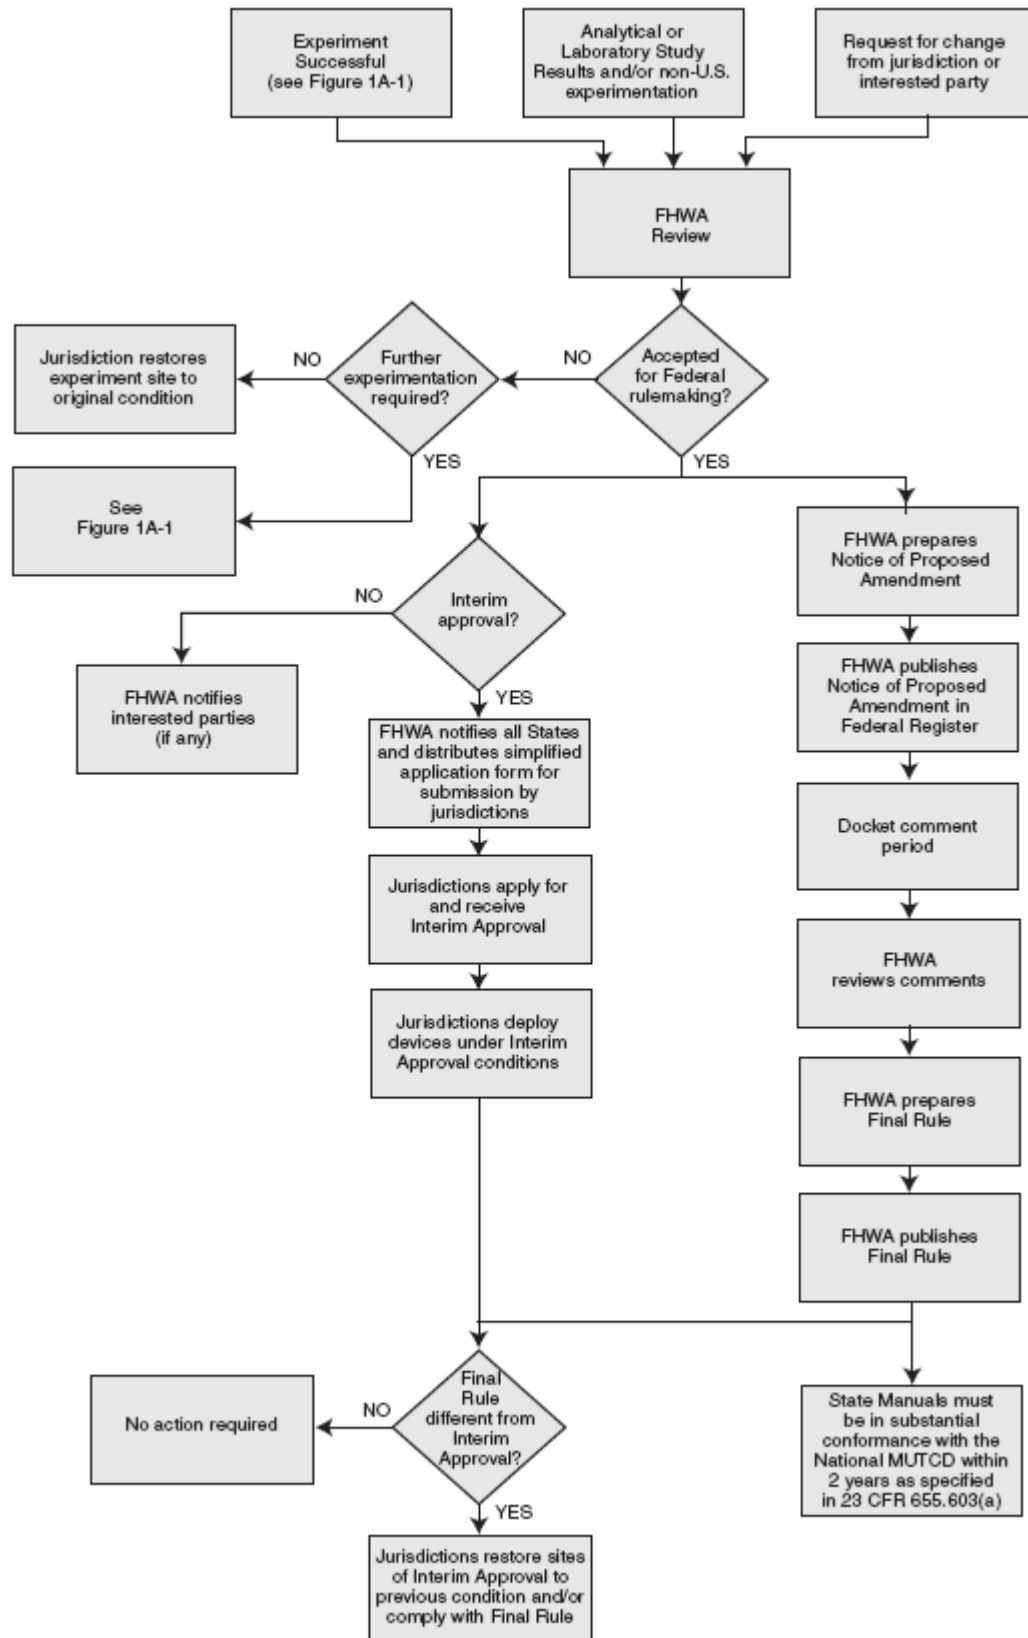 Experiment
Successful
(see Figure 1A-1)
Analytical or
Laboratory Study
Results and/or non-U.S.
experimentation
Request for change
from jurisdiction or
interested party
FHWA
Review
Jurisdiction restores
experiment site to
original condition
NO
Further
experimentation
required?
NO
Accepted
for Federal
rulemaking?
YES
YES
See
Figure 1A-1
FHWA prepares
Notice of Proposed
Amendment
NO
Interim
approval?
YES
FHWA notifies
interested parties
(if any)
FHWA publishes
Notice of Proposed
Amendment in
Federal Register
FHWA notifies all States
and distributes simplified
application form for
submission by
jurisdictions
Docket comment
period
Jurisdictions apply for
and receive
Interim Approval
FHWA
reviews comments
Jurisdictions deploy
devices under Interim
Approval conditions
FHWA prepares
Final Rule
FHWA publishes
Final Rule
No action required
NO
Final
Rule
different from
Interim
Approval?
YES
State Manuals must
be in substantial
conformance with the
National MUTCD within
2 years as specified
in 23 CFR 655.603(a)
Jurisdictions restore sites
of Interim Approval to
previous condition and/or
comply with Final Rule